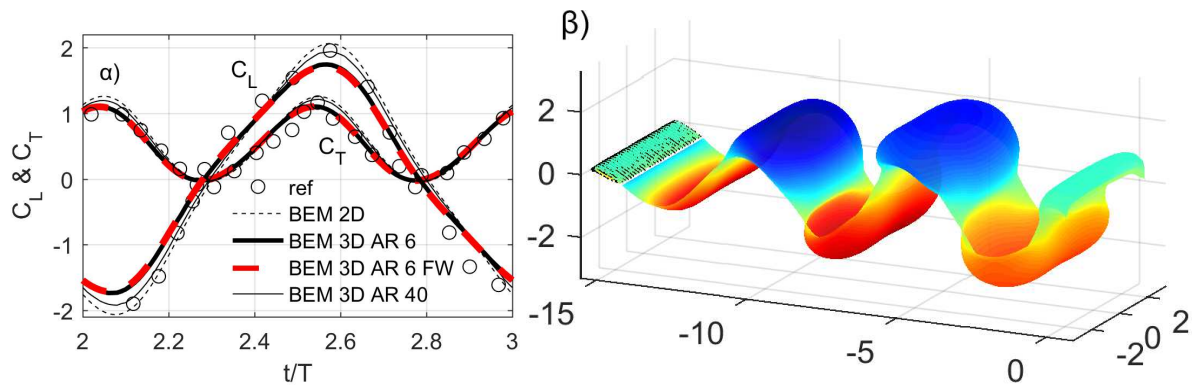 α)
C_L
C_T
ref
BEM 2D
BEM 3D AR 6
BEM 3D AR 6 FW
BEM 3D AR 40
2
1
0
-1
-2
C_L & C_T
2
2.2
2.4
2.6
2.8
3
t/T
β)
2
0
-2
-15
-10
-5
0
-2
0
2